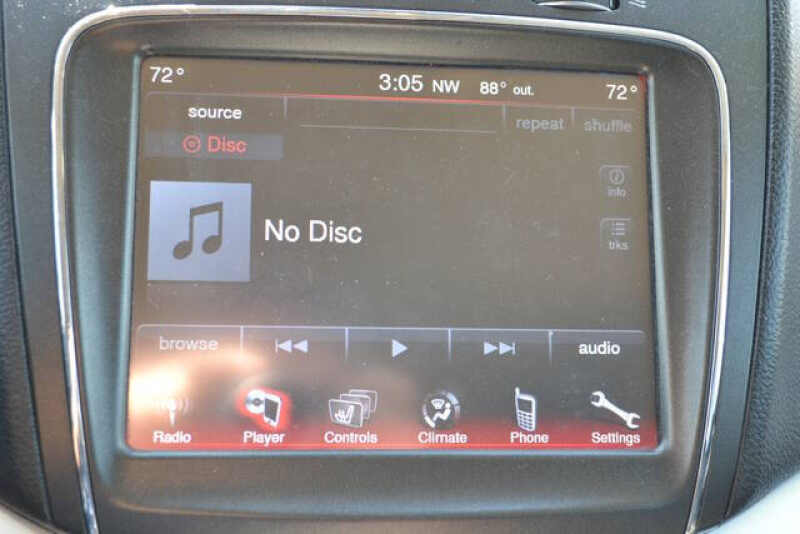 72° 3:05 NW 88° out. 72°
source repeat shuffle
Disc
info
No Disc
trks
browse audio
Radio Player Controls Climate Phone Settings